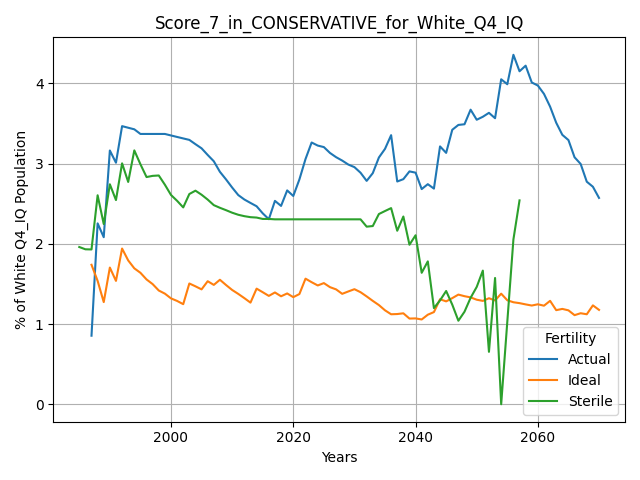 Score_7_in_CONSERVATIVE_for_White_Q4_IQ
% of White Q4_IQ Population
4
3
2
1
0
2000 2020 2040 2060
Years
Fertility
Actual
Ideal
Sterile